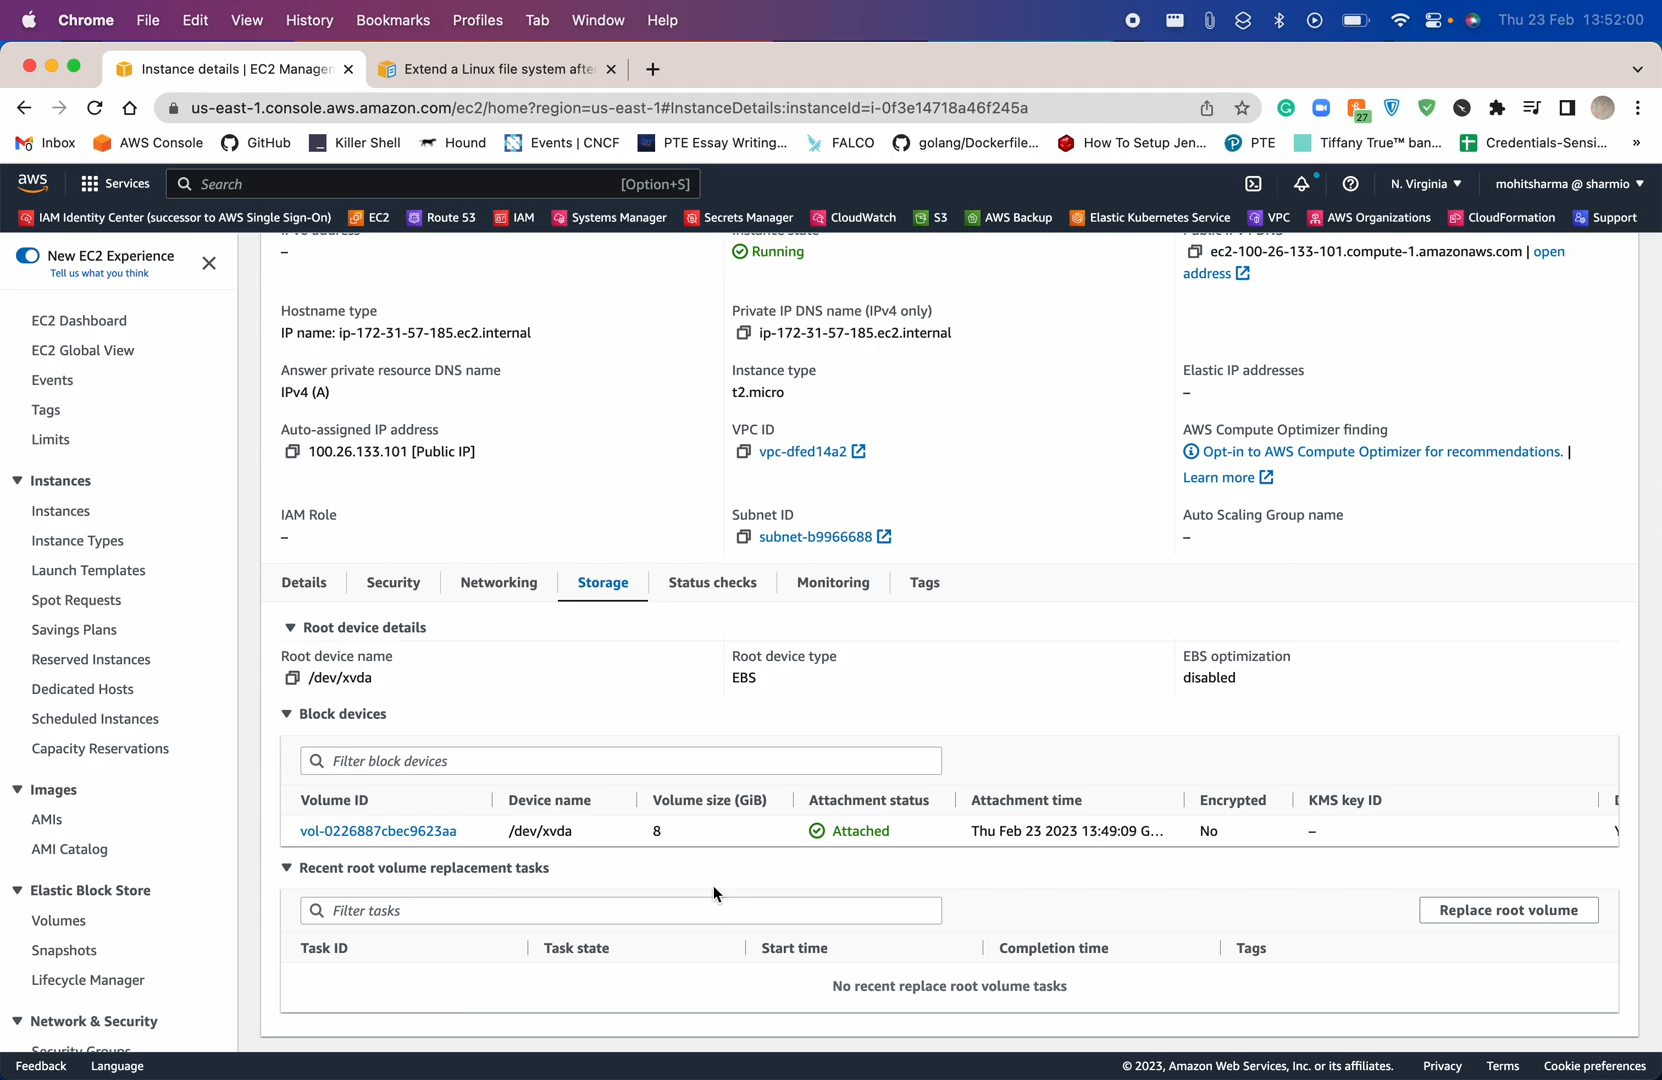 Chrome File Edit View History Bookmarks Profiles Tab Window Help Thu 23 Feb 13:52:00
Instance details | EC2 Manager Extend a Linux file system afte
us-east-1.console.aws.amazon.com/ec2/home?region=us-east-1#InstanceDetails:instanceId=i-0f3e14718a46f245a 27
Inbox AWS Console GitHub Killer Shell Hound Events | CNCF PTE Essay Writing... FALCO golang/Dockerfile... How To Setup Jen... PTE Tiffany True™ ban... Credentials-Sensi... »
aws Services Search [Option+S] N. Virginia mohitsharma @ sharmio
IAM Identity Center (successor to AWS Single Sign-On) EC2 Route 53 IAM Systems Manager Secrets Manager CloudWatch S3 AWS Backup Elastic Kubernetes Service VPC AWS Organizations CloudFormation Support
New EC2 Experience
Tell us what you think
EC2 Dashboard
EC2 Global View
Events
Tags
Limits
Instances
Instances
Instance Types
Launch Templates
Spot Requests
Savings Plans
Reserved Instances
Dedicated Hosts
Scheduled Instances
Capacity Reservations
Images
AMIs
AMI Catalog
Elastic Block Store
Volumes
Snapshots
Lifecycle Manager
Network & Security
Security Groups
– Running ec2-100-26-133-101.compute-1.amazonaws.com | open
address
Hostname type Private IP DNS name (IPv4 only)
IP name: ip-172-31-57-185.ec2.internal ip-172-31-57-185.ec2.internal
Answer private resource DNS name Instance type Elastic IP addresses
IPv4 (A) t2.micro –
Auto-assigned IP address VPC ID AWS Compute Optimizer finding
100.26.133.101 [Public IP] vpc-dfed14a2 Opt-in to AWS Compute Optimizer for recommendations. |
Learn more
IAM Role Subnet ID Auto Scaling Group name
– subnet-b9966688 –
Details Security Networking Storage Status checks Monitoring Tags
Root device details
Root device name Root device type EBS optimization
/dev/xvda EBS disabled
Block devices
Filter block devices
Volume ID Device name Volume size (GiB) Attachment status Attachment time Encrypted KMS key ID
vol-0226887cbec9623aa /dev/xvda 8 Attached Thu Feb 23 2023 13:49:09 G... No –
Recent root volume replacement tasks
Filter tasks Replace root volume
Task ID Task state Start time Completion time Tags
No recent replace root volume tasks
Feedback Language © 2023, Amazon Web Services, Inc. or its affiliates. Privacy Terms Cookie preferences